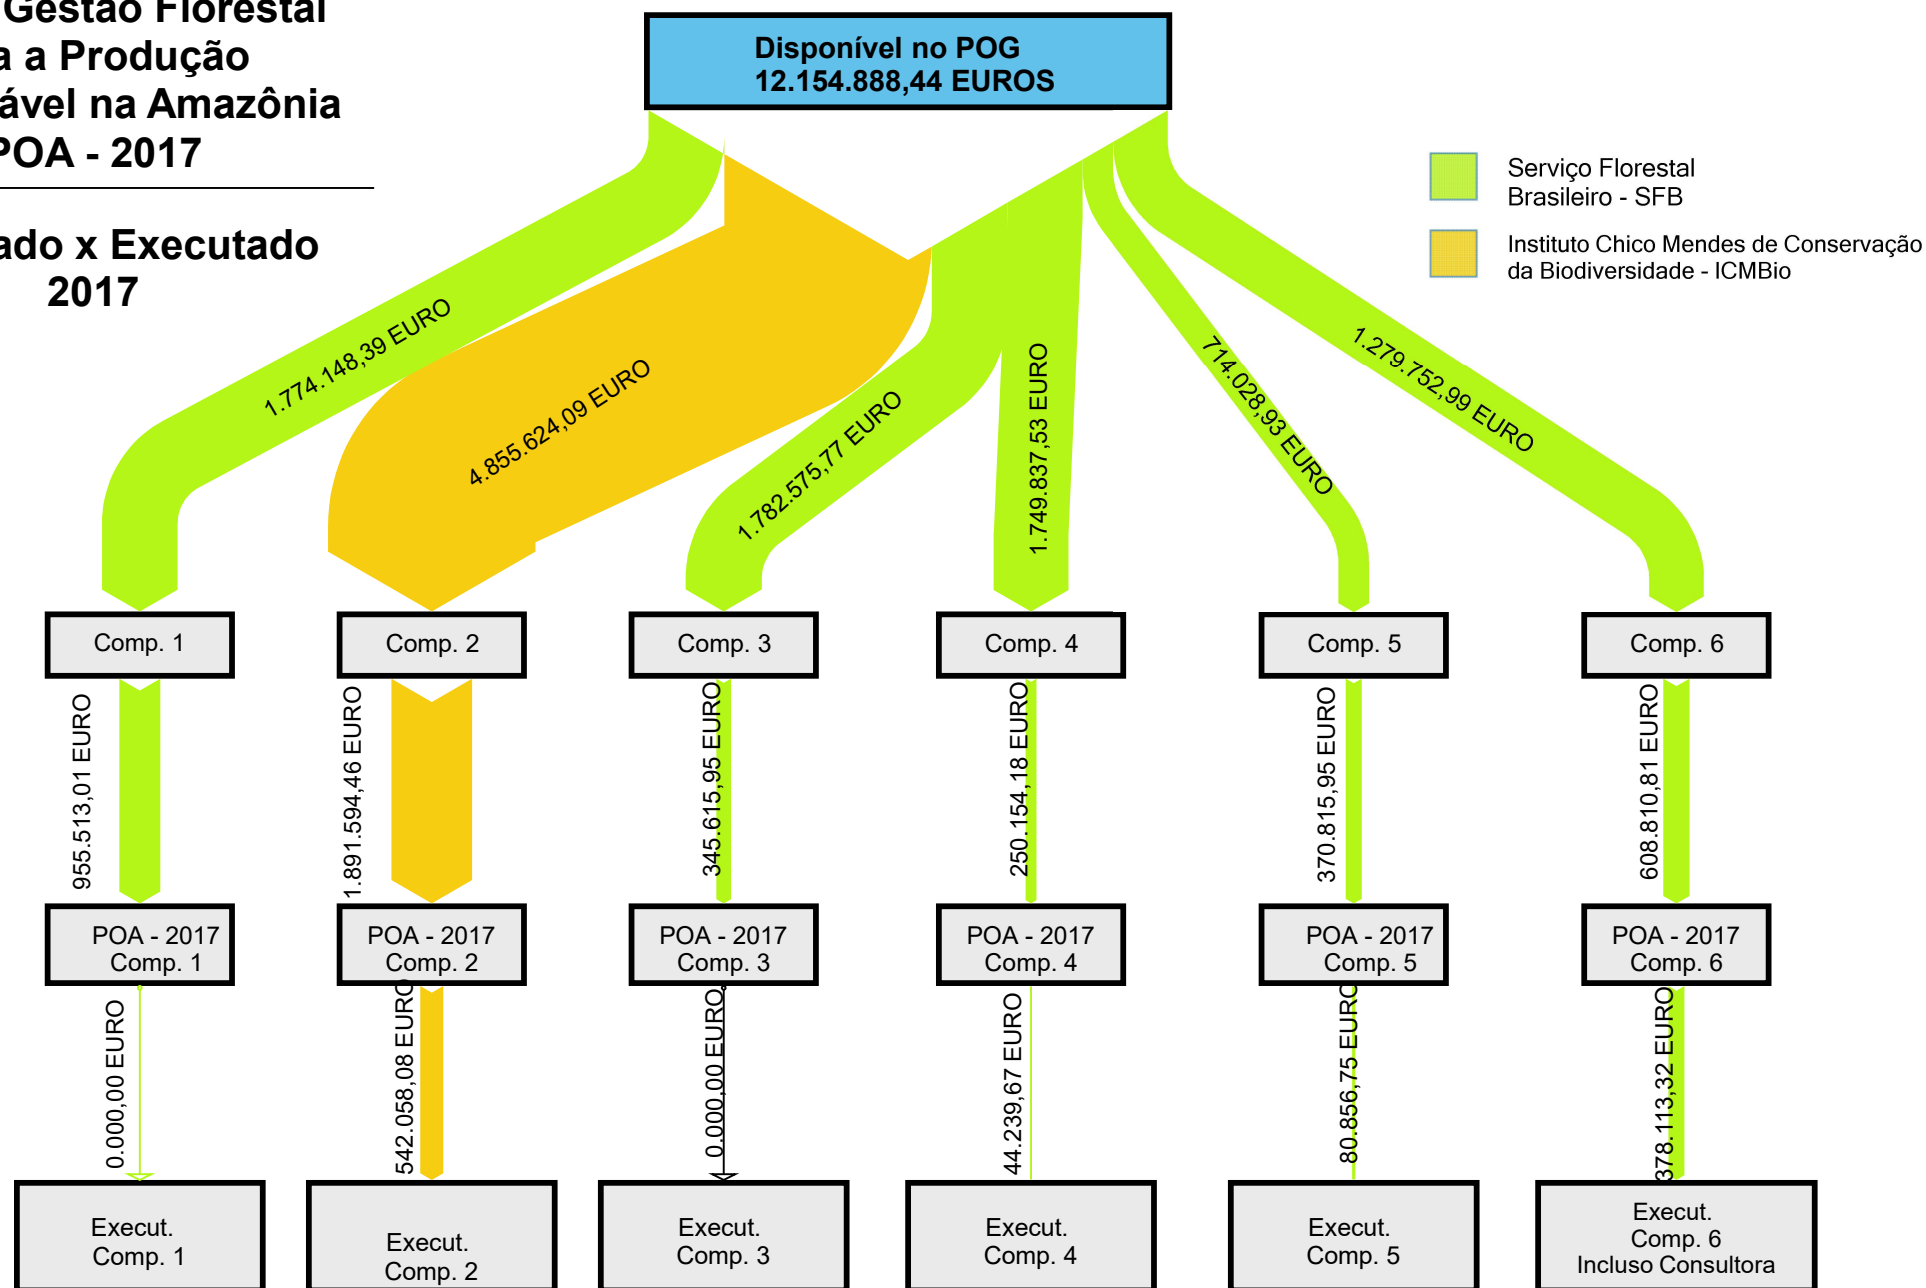 Gestão Florestal
a Produção
ável na Amazônia
POA - 2017
ado x Executado
2017
Disponível no POG
12.154.888,44 EUROS
Serviço Florestal
Brasileiro - SFB
Instituto Chico Mendes de Conservação
da Biodiversidade - ICMBio
1.774.148,39 EURO
4.855.624,09 EURO
1.782.575,77 EURO
1.749.837,53 EURO
714.028,93 EURO
1.279.752,99 EURO
Comp. 1
Comp. 2
Comp. 3
Comp. 4
Comp. 5
Comp. 6
955.513,01 EURO
1.891.594,46 EURO
345.615,95 EURO
250.154,18 EURO
370.815,95 EURO
608.810,81 EURO
POA - 2017
Comp. 1
POA - 2017
Comp. 2
POA - 2017
Comp. 3
POA - 2017
Comp. 4
POA - 2017
Comp. 5
POA - 2017
Comp. 6
0.000,00 EURO
542.058,08 EURO
0.000,00 EURO
44.239,67 EURO
80.856,75 EURO
378.113,32 EURO
Execut.
Comp. 1
Execut.
Comp. 2
Execut.
Comp. 3
Execut.
Comp. 4
Execut.
Comp. 5
Execut.
Comp. 6
Incluso Consultora